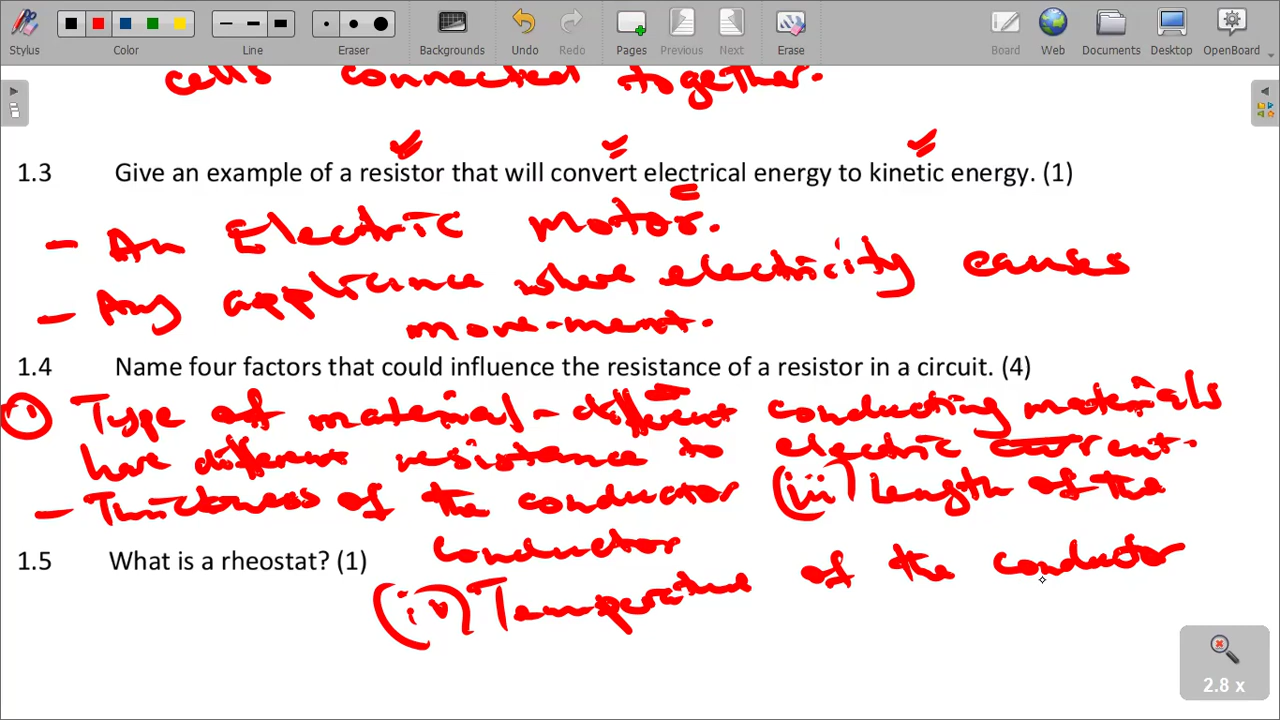 Stylus Color Line Eraser Backgrounds Undo Redo Pages Previous Next Erase Board Web Documents Desktop OpenBoard
cells connected together.
1.3 Give an example of a resistor that will convert electrical energy to kinetic energy. (1)
- An Electric motor.
- Any appliance where electricity causes
move-ment.
1.4 Name four factors that could influence the resistance of a resistor in a circuit. (4)
(i) Type of material - different conducting materials
have different resistance to electric current.
- Thickness of the conductor (iii) Length of the
conductor
1.5 What is a rheostat? (1)
(iv) Temperature of the conductor
2.8 x